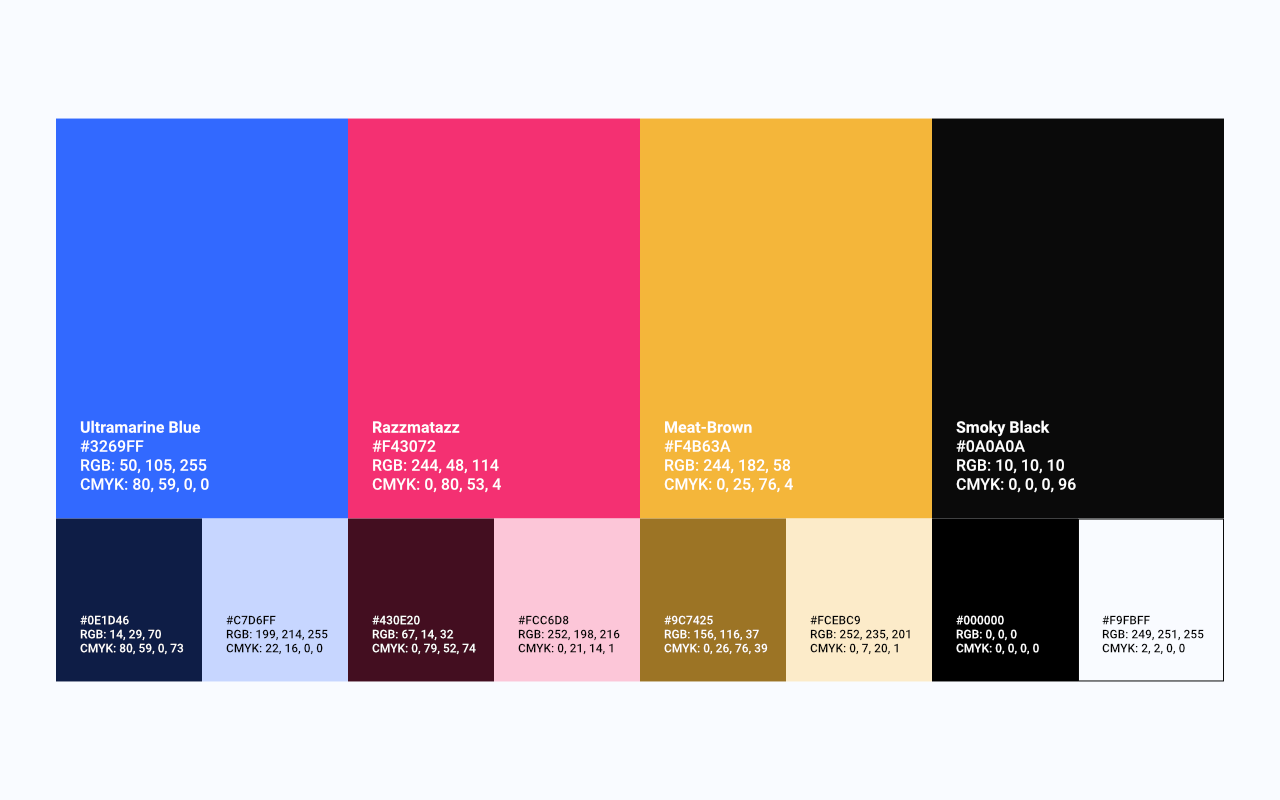 Ultramarine Blue
#3269FF
RGB: 50, 105, 255
CMYK: 80, 59, 0, 0
Razzmatazz
#F43072
RGB: 244, 48, 114
CMYK: 0, 80, 53, 4
Meat-Brown
#F4B63A
RGB: 244, 182, 58
CMYK: 0, 25, 76, 4
Smoky Black
#0A0A0A
RGB: 10, 10, 10
CMYK: 0, 0, 0, 96
#0E1D46
RGB: 14, 29, 70
CMYK: 80, 59, 0, 73
#C7D6FF
RGB: 199, 214, 255
CMYK: 22, 16, 0, 0
#430E20
RGB: 67, 14, 32
CMYK: 0, 79, 52, 74
#FCC6D8
RGB: 252, 198, 216
CMYK: 0, 21, 14, 1
#9C7425
RGB: 156, 116, 37
CMYK: 0, 26, 76, 39
#FCEBC9
RGB: 252, 235, 201
CMYK: 0, 7, 20, 1
#000000
RGB: 0, 0, 0
CMYK: 0, 0, 0, 0
#F9FBFF
RGB: 249, 251, 255
CMYK: 2, 2, 0, 0